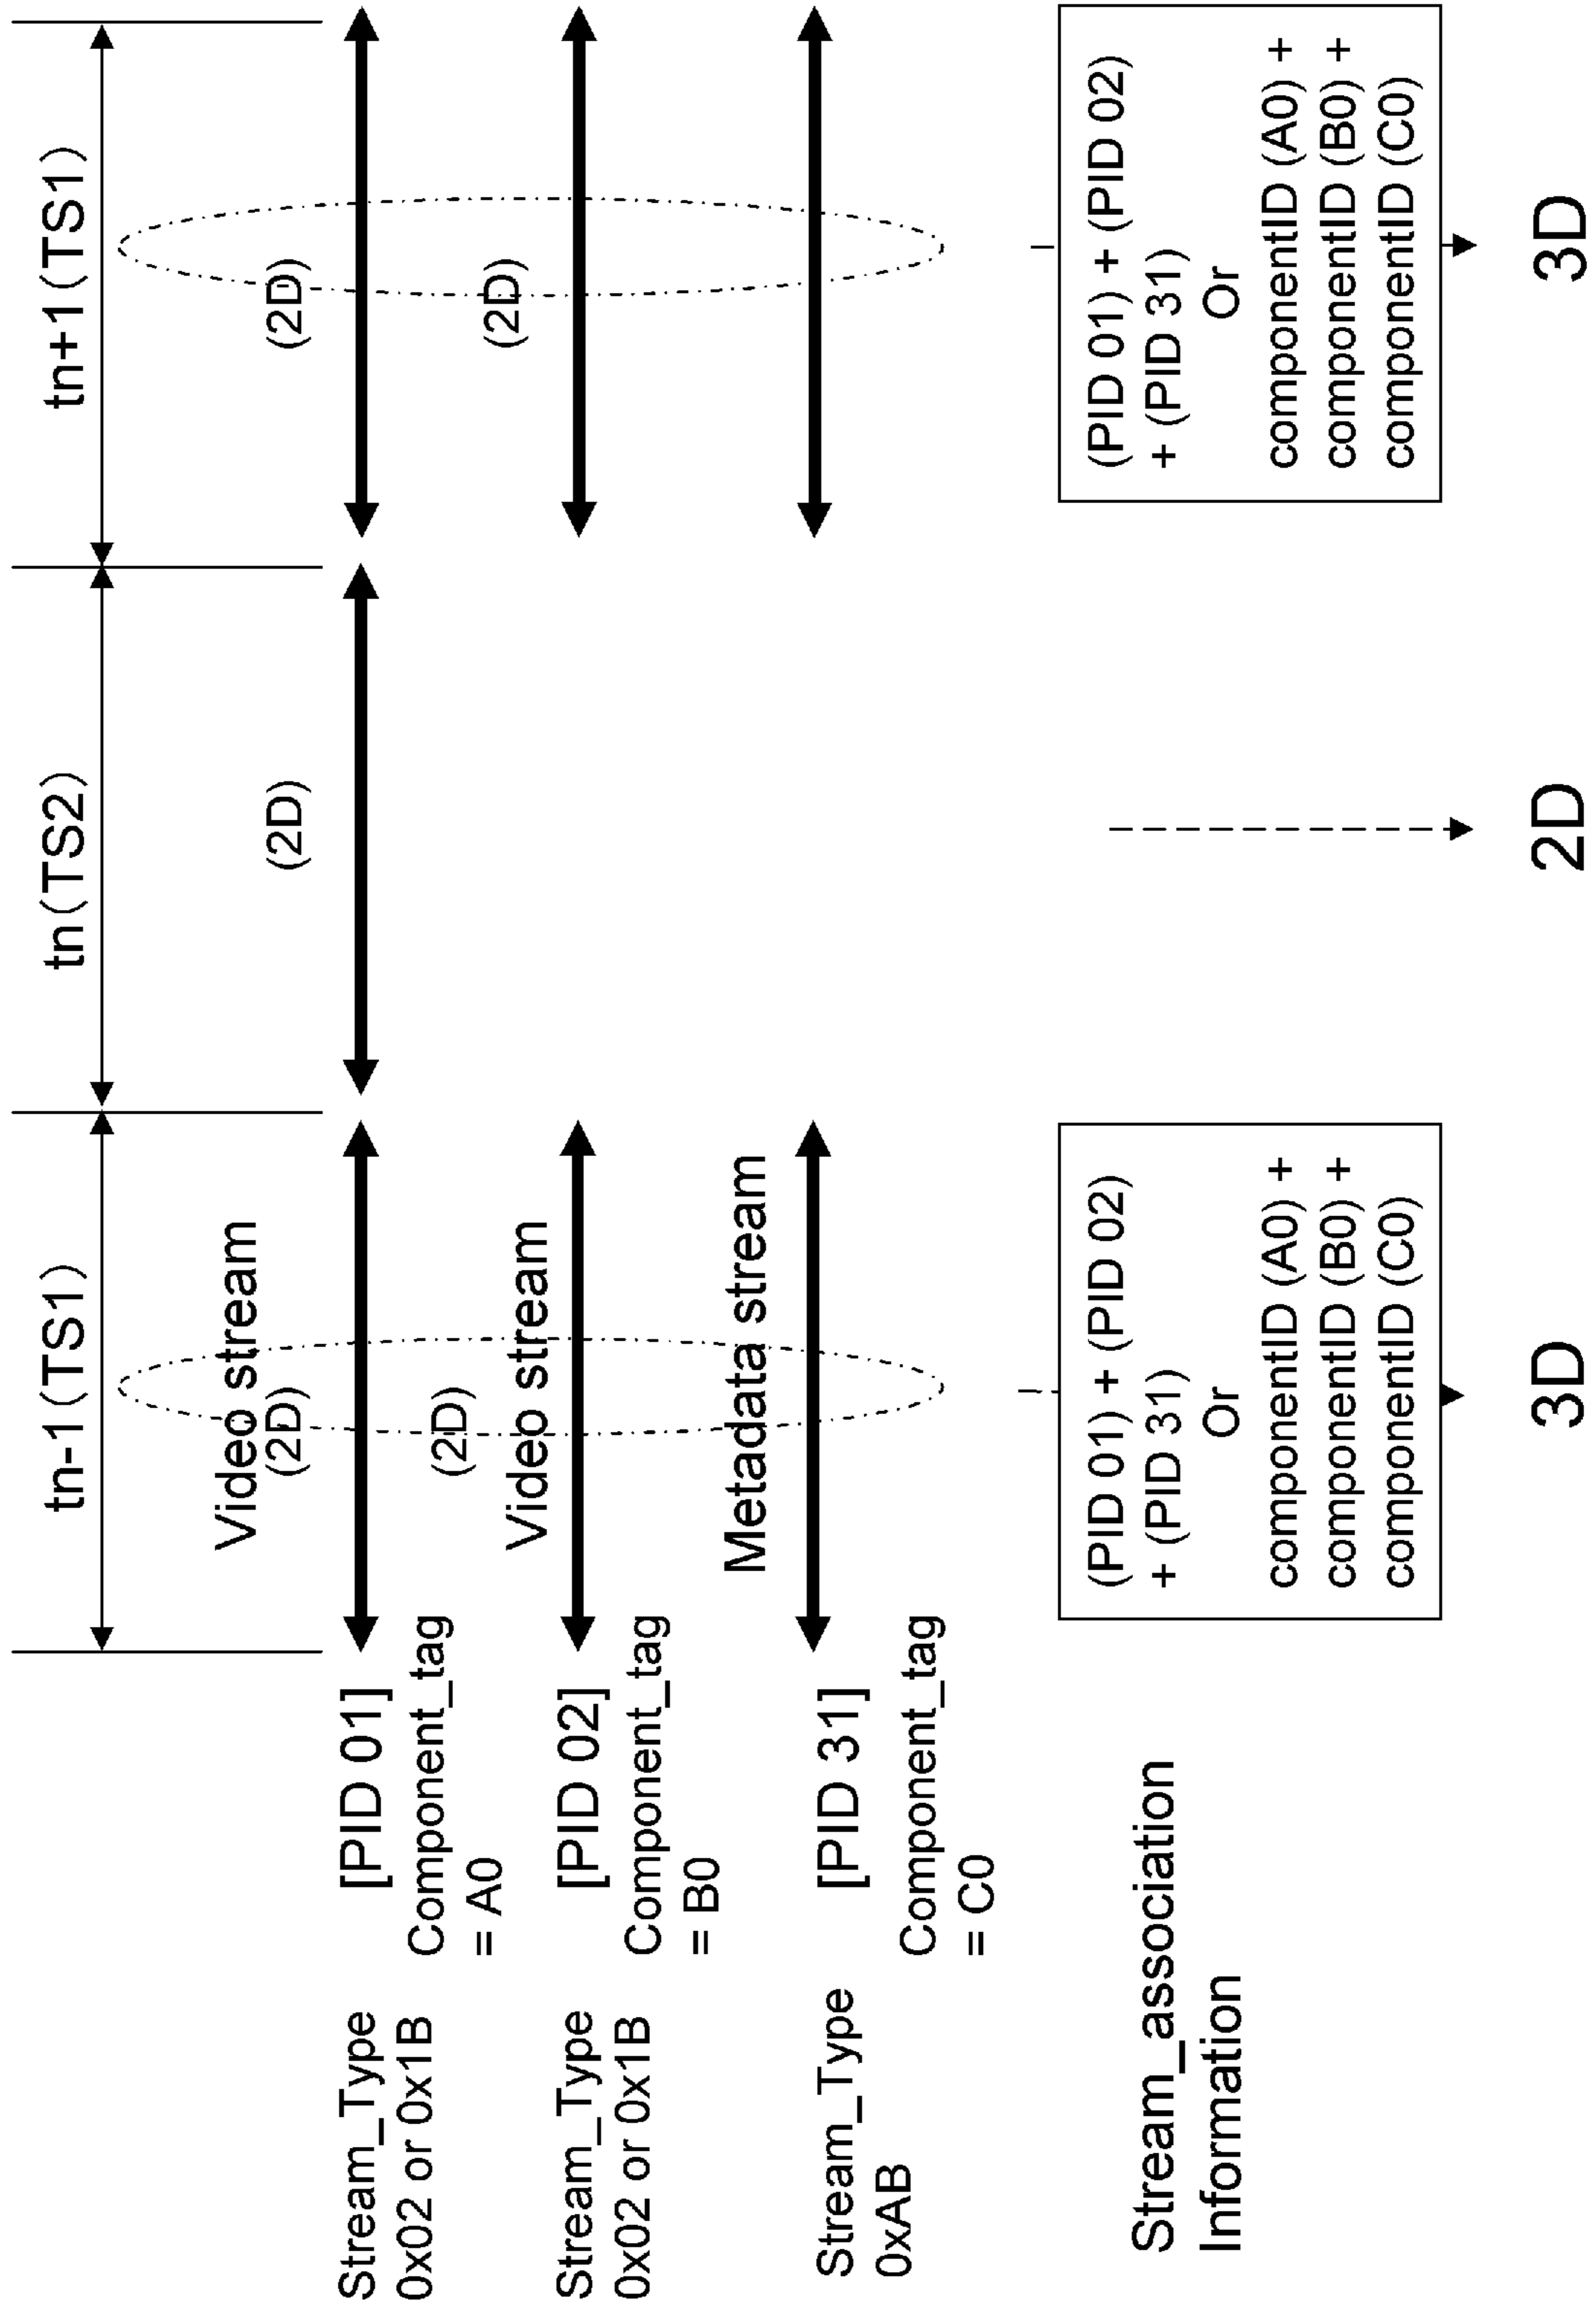 tn-1(TS1)
tn(TS2)
tn+1(TS1)
Video stream
(2D)
(2D)
(2D)
Stream_Type
0x02 or 0x1B
[PID 01]
Component_tag
= A0
(2D)
Video stream
(2D)
Stream_Type
0x02 or 0x1B
[PID 02]
Component_tag
= B0
Metadata stream
Stream_Type
0xAB
[PID 31]
Component_tag
= C0
Stream_association
Information
(PID 01) + (PID 02)
+ (PID 31)
Or
componentID (A0) +
componentID (B0) +
componentID (C0)
(PID 01) + (PID 02)
+ (PID 31)
Or
componentID (A0) +
componentID (B0) +
componentID (C0)
3D
2D
3D